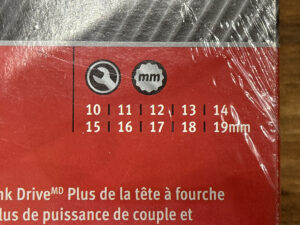 mm
10 | 11 | 12 | 13 | 14
15 | 16 | 17 | 18 | 19mm
nk Drive^MD Plus de la tête à fourche
lus de puissance de couple et